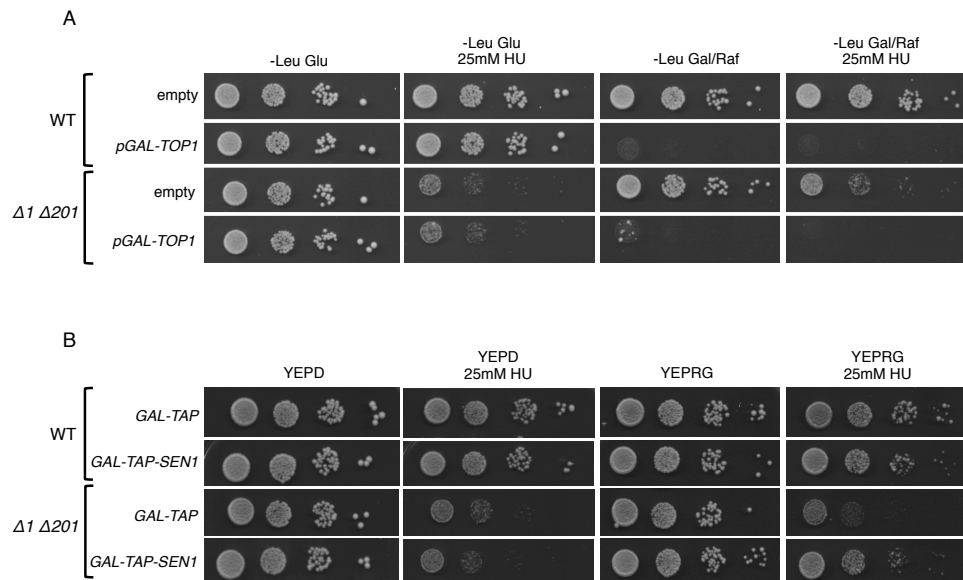 A
-Leu Glu
-Leu Glu
25mM HU
-Leu Gal/Raf
-Leu Gal/Raf
25mM HU
WT
empty
pGAL-TOP1
Δ1 Δ201
empty
pGAL-TOP1
B
YEPD
YEPD
25mM HU
YEPRG
YEPRG
25mM HU
WT
GAL-TAP
GAL-TAP-SEN1
Δ1 Δ201
GAL-TAP
GAL-TAP-SEN1